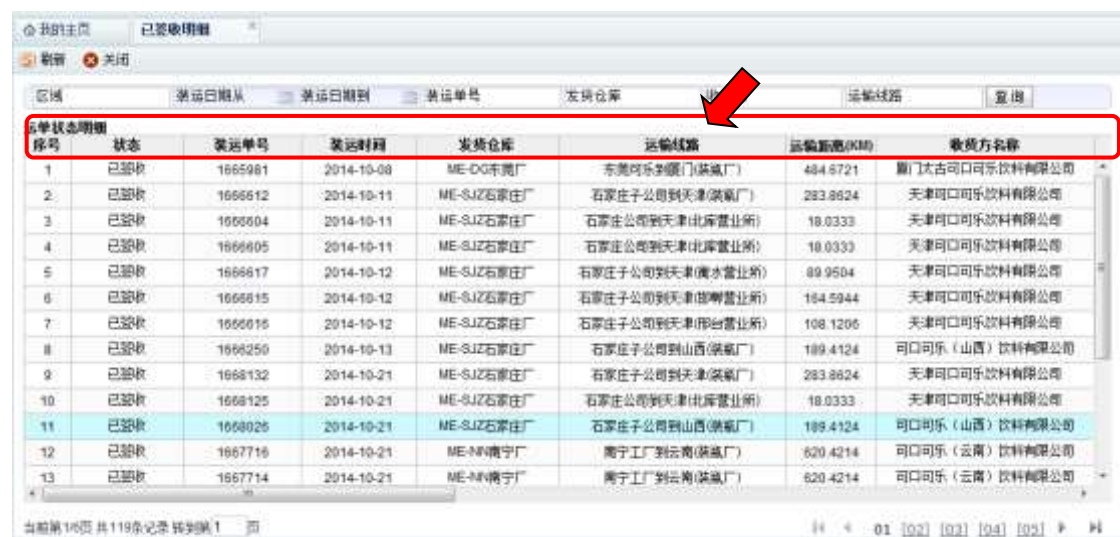 我的主页 已签收明细
刷新 关闭
区域 装运日期从 装运日期到 装运单号 发货仓库 运输线路 查询
运单状态明细
序号 状态 装运单号 装运时间 发货仓库 运输线路 运输距离(KM) 收货方名称
1 已签收 1665981 2014-10-08 ME-DG东莞厂 东莞可乐到厦门(装瓶厂) 484.6721 厦门太古可口可乐饮料有限公司
2 已签收 1666612 2014-10-11 ME-SJZ石家庄厂 石家庄子公司到天津(装瓶厂) 283.8624 天津可口可乐饮料有限公司
3 已签收 1666604 2014-10-11 ME-SJZ石家庄厂 石家庄公司到天津(北库营业所) 18.0333 天津可口可乐饮料有限公司
4 已签收 1666605 2014-10-11 ME-SJZ石家庄厂 石家庄公司到天津(北库营业所) 18.0333 天津可口可乐饮料有限公司
5 已签收 1666617 2014-10-12 ME-SJZ石家庄厂 石家庄子公司到天津(衡水营业所) 89.9504 天津可口可乐饮料有限公司
6 已签收 1666615 2014-10-12 ME-SJZ石家庄厂 石家庄子公司到天津(邯郸营业所) 164.5944 天津可口可乐饮料有限公司
7 已签收 1666616 2014-10-12 ME-SJZ石家庄厂 石家庄子公司到天津(邢台营业所) 108.1206 天津可口可乐饮料有限公司
8 已签收 1666250 2014-10-13 ME-SJZ石家庄厂 石家庄子公司到山西(装瓶厂) 189.4124 可口可乐（山西）饮料有限公司
9 已签收 1668132 2014-10-21 ME-SJZ石家庄厂 石家庄子公司到天津(装瓶厂) 283.8624 天津可口可乐饮料有限公司
10 已签收 1668125 2014-10-21 ME-SJZ石家庄厂 石家庄公司到天津(北库营业所) 18.0333 天津可口可乐饮料有限公司
11 已签收 1668026 2014-10-21 ME-SJZ石家庄厂 石家庄子公司到山西(装瓶厂) 189.4124 可口可乐（山西）饮料有限公司
12 已签收 1667716 2014-10-21 ME-NN南宁厂 南宁工厂到云南(装瓶厂) 620.4214 可口可乐（云南）饮料有限公司
13 已签收 1667714 2014-10-21 ME-NN南宁厂 南宁工厂到云南(装瓶厂) 620.4214 可口可乐（云南）饮料有限公司
当前第1/6页 共119条记录 转到第 1 页 01 [02] [03] [04] [05]